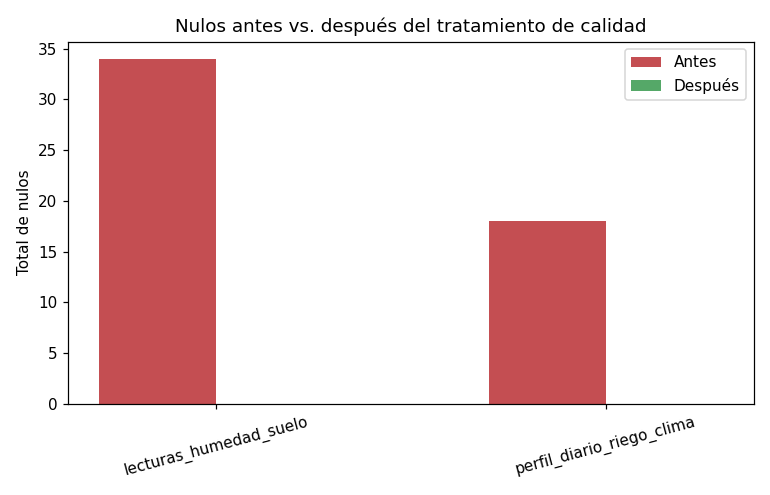 Nulos antes vs. después del tratamiento de calidad
Antes
Después
Total de nulos
35
30
25
20
15
10
5
0
lecturas_humedad_suelo
perfil_diario_riego_clima